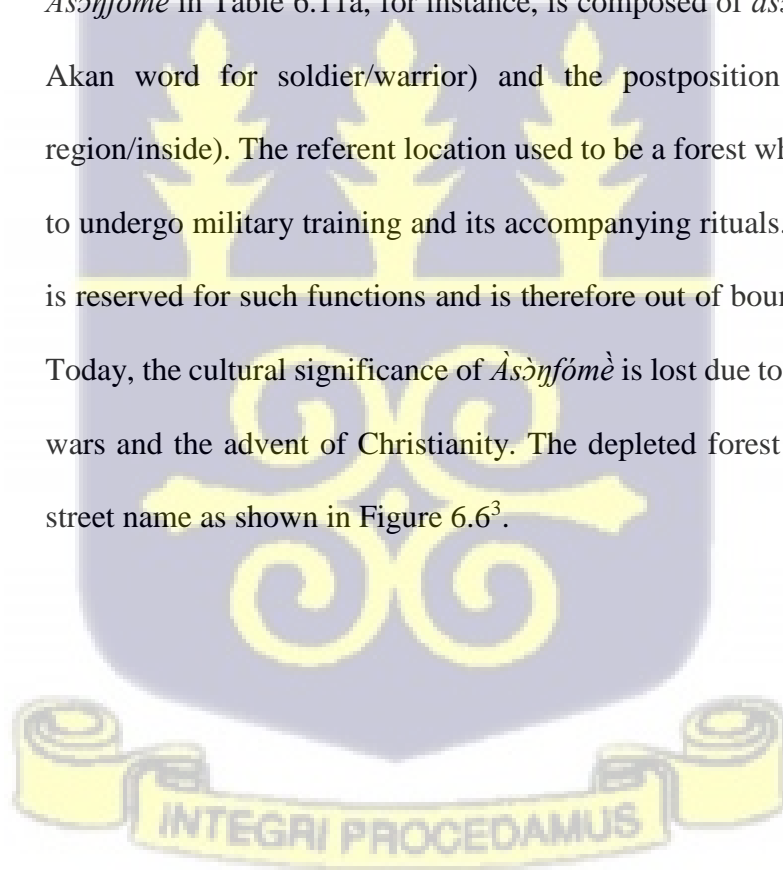 in Table 6.11a, for instance, is composed of
Akan word for soldier/warrior) and the postposition
region/inside). The referent location used to be a forest
to undergo military training and its accompanying rituals.
is reserved for such functions and is therefore out of
Today, the cultural significance of Àsɔ̀ŋfómɛ̀ is lost due to
wars and the advent of Christianity. The depleted forest
street name as shown in Figure 6.6³.
INTEGRI PROCEDAMUS